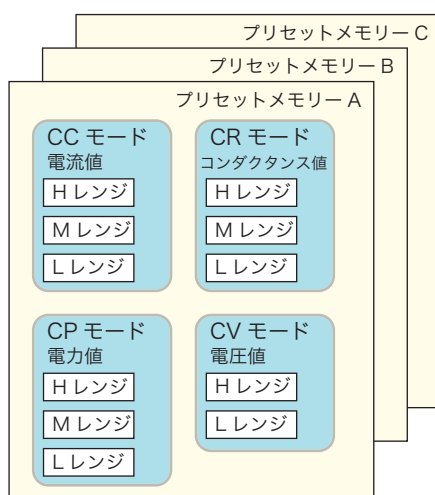 プリセットメモリー C
プリセットメモリー B
プリセットメモリー A
CC モード
電流値
H レンジ
M レンジ
L レンジ
CR モード
コンダクタンス値
H レンジ
M レンジ
L レンジ
CP モード
電力値
H レンジ
M レンジ
L レンジ
CV モード
電圧値
H レンジ
L レンジ